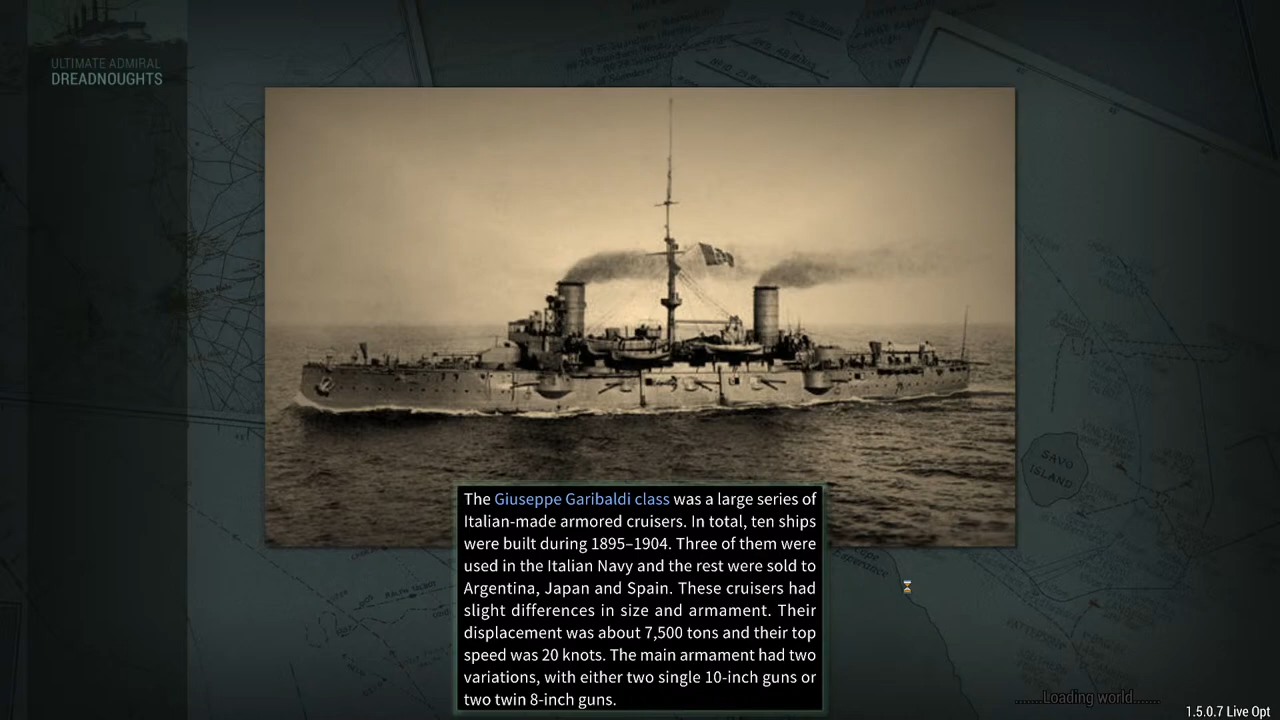 ULTIMATE ADMIRAL
DREADNOUGHTS
The Giuseppe Garibaldi class was a large series of
Italian-made armored cruisers. In total, ten ships
were built during 1895–1904. Three of them were
used in the Italian Navy and the rest were sold to
Argentina, Japan and Spain. These cruisers had
slight differences in size and armament. Their
displacement was about 7,500 tons and their top
speed was 20 knots. The main armament had two
variations, with either two single 10-inch guns or
two twin 8-inch guns.
SAVO
ISLAND
Esperance
.......Loading world.......
1.5.0.7 Live Opt